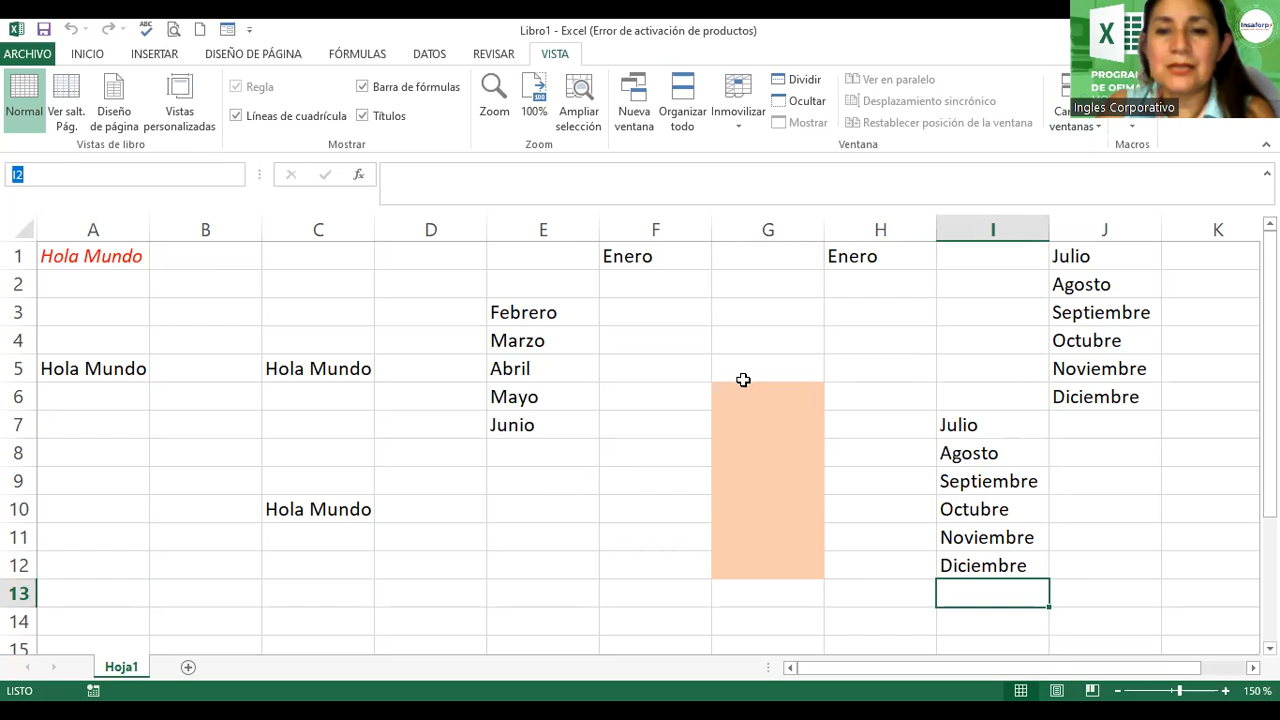 Libro1 - Excel (Error de activación de productos)
ARCHIVO INICIO INSERTAR DISEÑO DE PÁGINA FÓRMULAS DATOS REVISAR VISTA
Normal
Ver salt. Pág.
Diseño de página
Vistas personalizadas
Vistas de libro
Regla
Barra de fórmulas
Líneas de cuadrícula
Títulos
Mostrar
Zoom
100%
Ampliar selección
Zoom
Nueva ventana
Organizar todo
Inmovilizar
Dividir
Ocultar
Mostrar
Ver en paralelo
Desplazamiento sincrónico
Restablecer posición de la ventana
ventanas
Ventana
Macros
Insaforp
PROGRAM
DE OFIM
Ingles Corporativo
I2
fx
A B C D E F G H I J K
1 Hola Mundo Enero Enero Julio
2 Agosto
3 Febrero Septiembre
4 Marzo Octubre
5 Hola Mundo Hola Mundo Abril Noviembre
6 Mayo Diciembre
7 Junio Julio
8 Agosto
9 Septiembre
10 Hola Mundo Octubre
11 Noviembre
12 Diciembre
13
14
15
Hoja1
LISTO
150 %